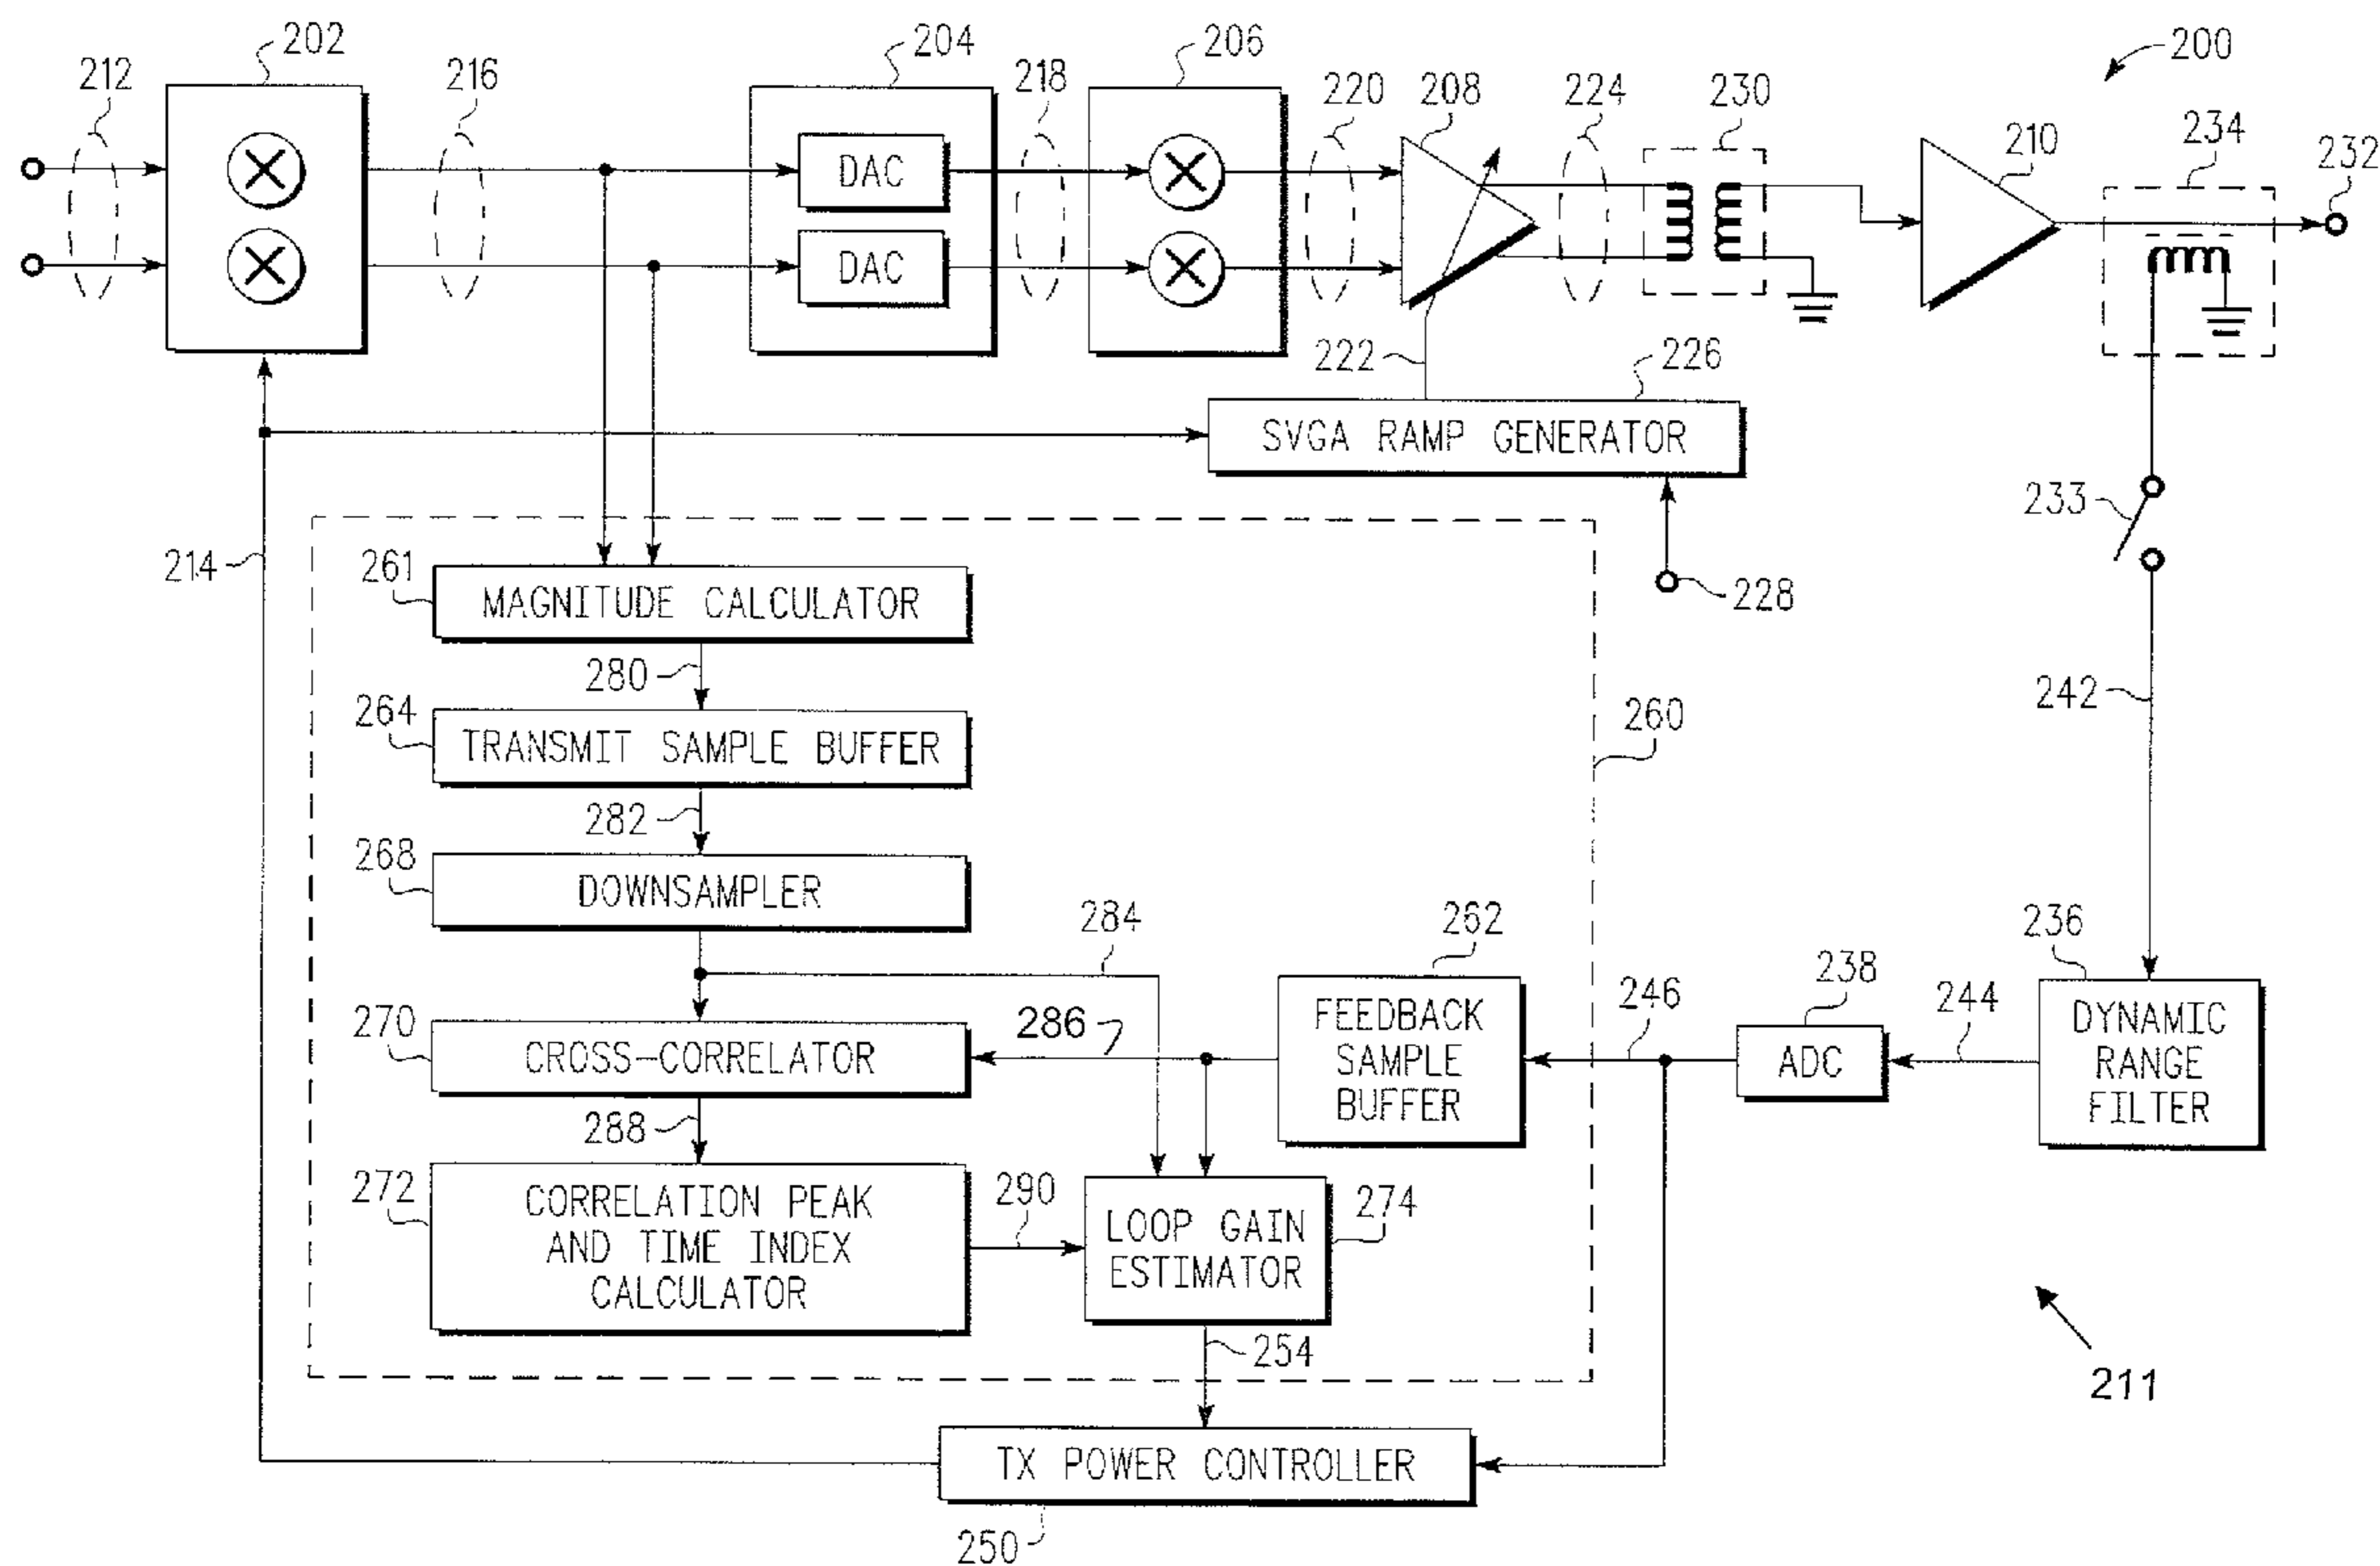 202
204
206
200
212
216
218
220
208
224
230
210
234
232
DAC
DAC
222
226
SVGA RAMP GENERATOR
233
214
261
MAGNITUDE CALCULATOR
228
280
264
TRANSMIT SAMPLE BUFFER
260
242
282
268
DOWNSAMPLER
284
262
236
238
270
CROSS-CORRELATOR
286
FEEDBACK
SAMPLE
BUFFER
246
ADC
244
DYNAMIC
RANGE
FILTER
288
272
CORRELATION PEAK
AND TIME INDEX
CALCULATOR
290
LOOP GAIN
ESTIMATOR
274
254
211
TX POWER CONTROLLER
250